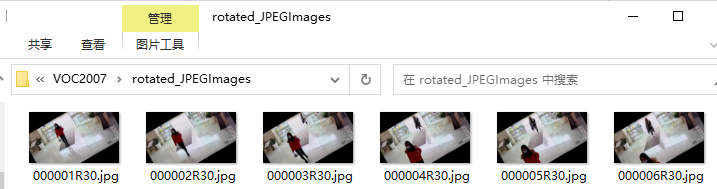 管理 rotated_JPEGImages
共享 查看 图片工具
« VOC2007 › rotated_JPEGImages 在 rotated_JPEGImages 中搜索
000001R30.jpg 000002R30.jpg 000003R30.jpg 000004R30.jpg 000005R30.jpg 000006R30.jpg